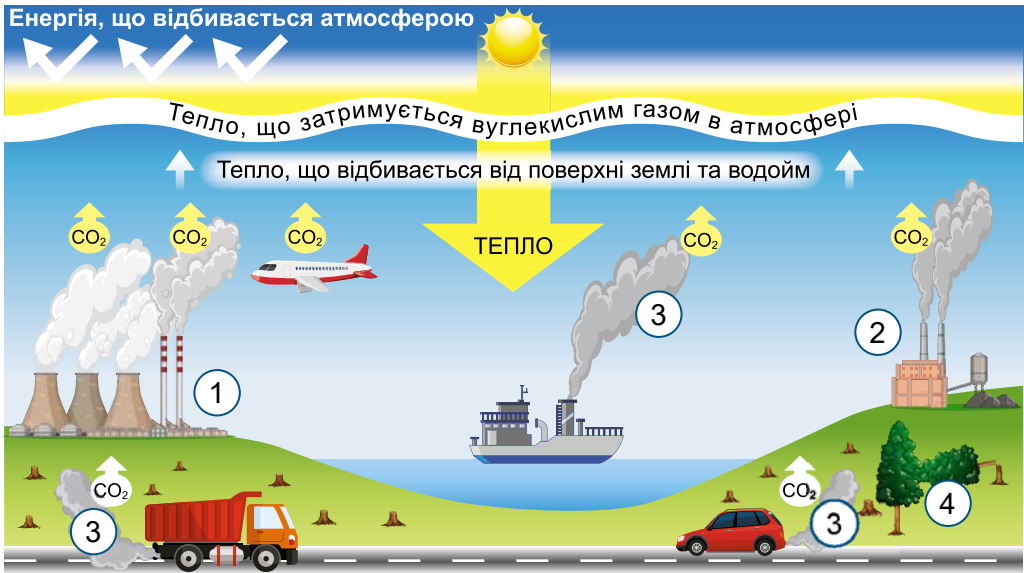 Енергія, що відбивається атмосферою
Тепло, що затримується вуглекислим газом в атмосфері
Тепло, що відбивається від поверхні землі та водойм
CO₂
CO₂
CO₂
ТЕПЛО
CO₂
CO₂
3
2
1
CO₂
CO₂
4
3
3